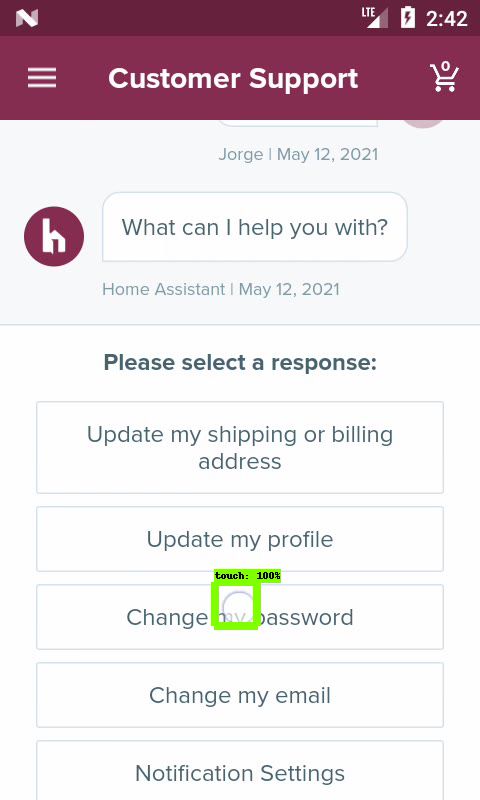 LTE
2:42
Customer Support
0
Jorge | May 12, 2021
h
What can I help you with?
Home Assistant | May 12, 2021
Please select a response:
Update my shipping or billing
address
Update my profile
touch: 100%
Change my password
Change my email
Notification Settings